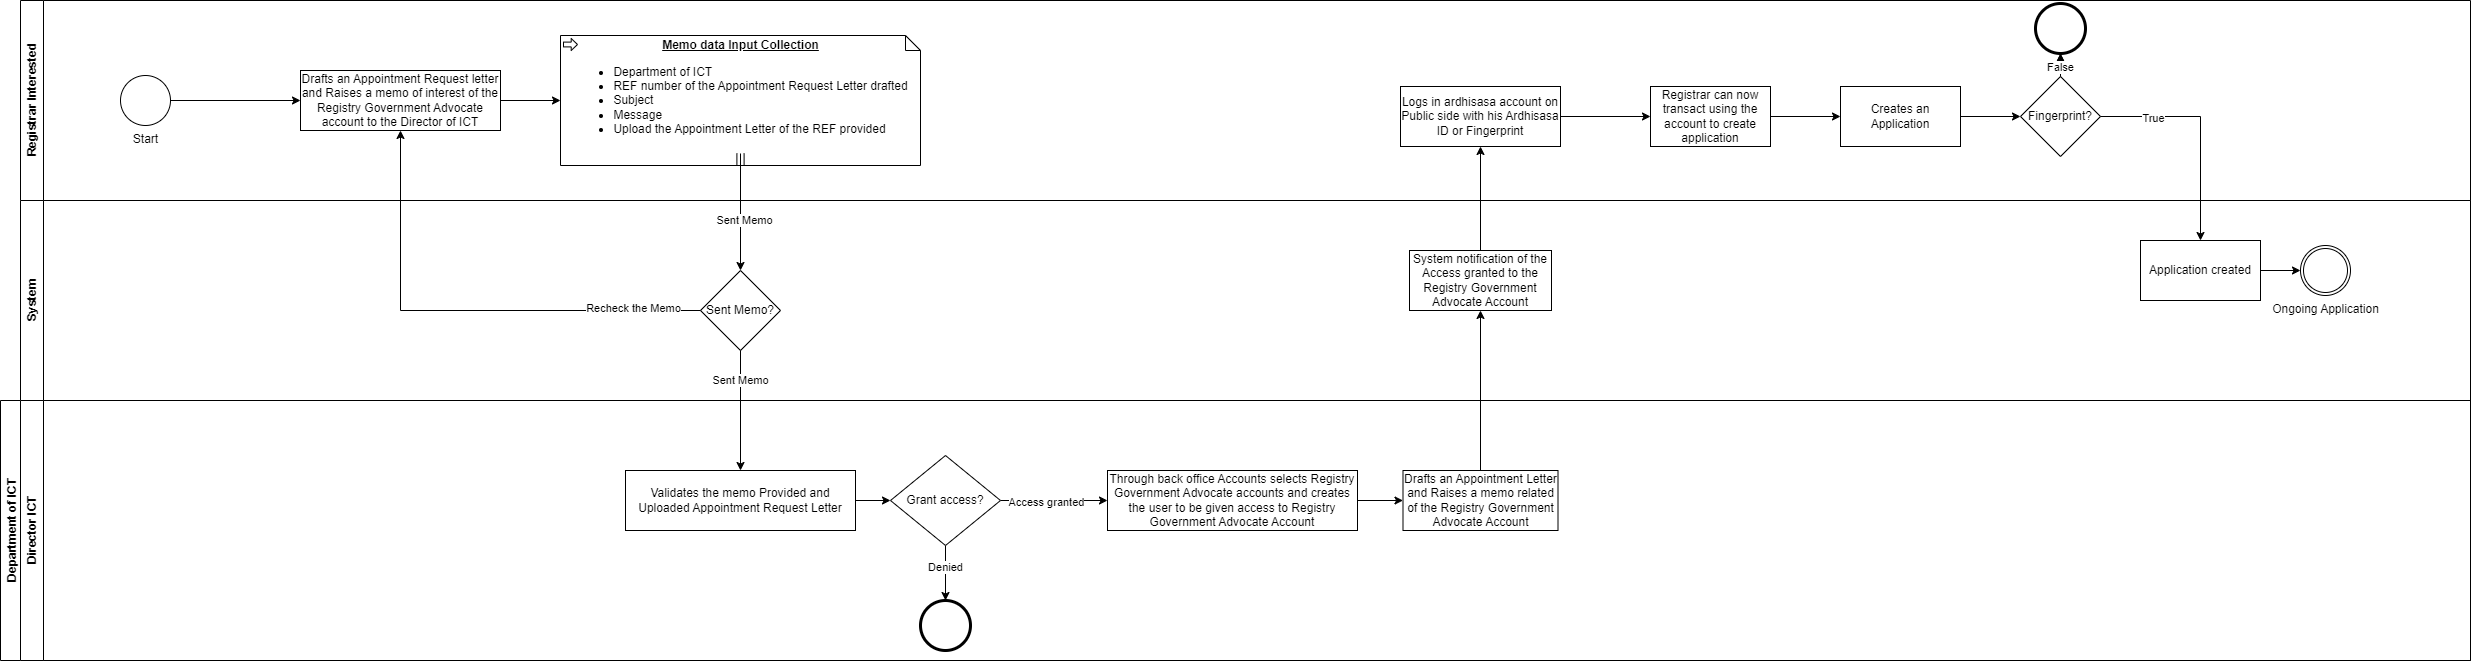 Registrar Interested
Start
Drafts an Appointment Request letter
and Raises a memo of interest of the
Registry Government Advocate
account to the Director of ICT
Memo data Input Collection
• Department of ICT
• REF number of the Appointment Request Letter drafted
• Subject
• Message
• Upload the Appointment Letter of the REF provided
Logs in ardhisasa account on
Public side with his Ardhisasa
ID or Fingerprint
Registrar can now
transact using the
account to create
application
Creates an
Application
Fingerprint?
False
True
System
Sent Memo
Sent Memo?
Recheck the Memo
Sent Memo
System notification of the
Access granted to the
Registry Government
Advocate Account
Application created
Ongoing Application
Department of ICT
Director ICT
Validates the memo Provided and
Uploaded Appointment Request Letter
Grant access?
Access granted
Denied
Through back office Accounts selects Registry
Government Advocate accounts and creates
the user to be given access to Registry
Government Advocate Account
Drafts an Appointment Letter
and Raises a memo related
of the Registry Government
Advocate Account